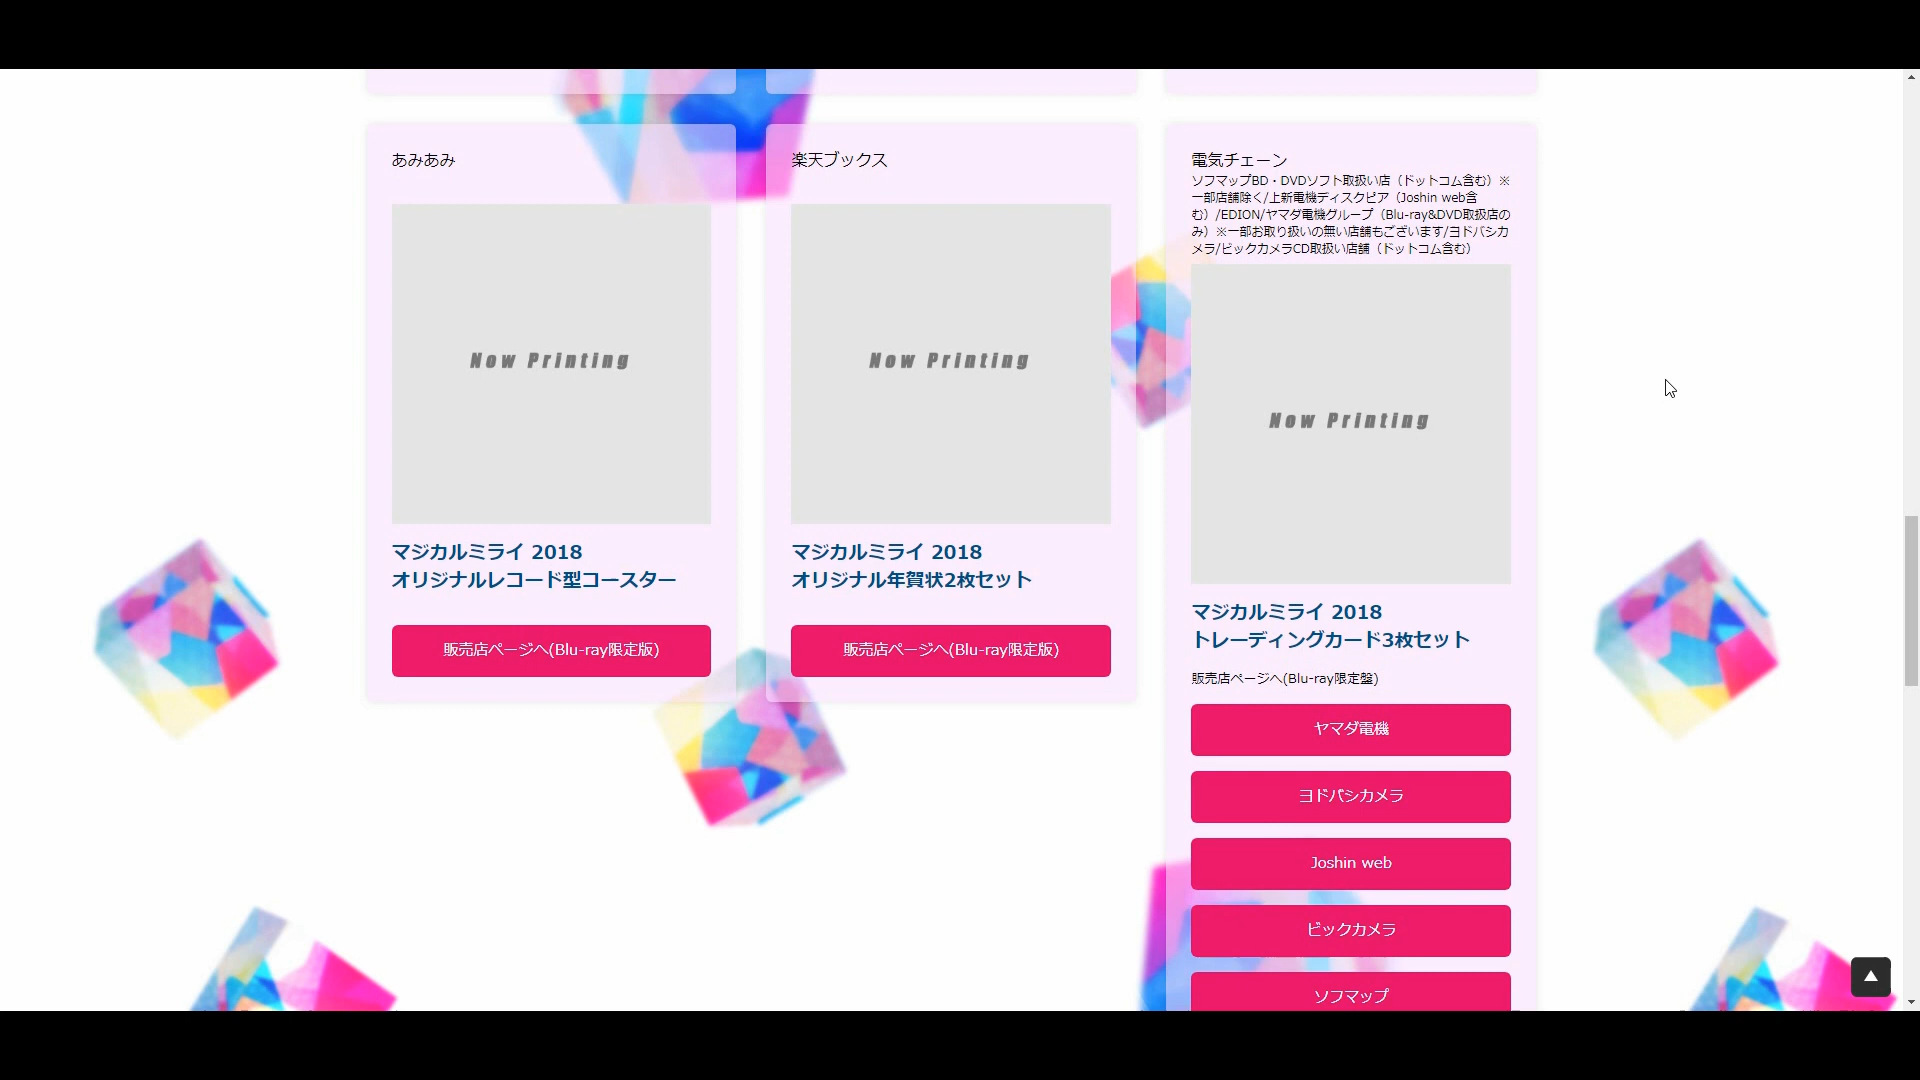 あみあみ
Now Printing
マジカルミライ 2018
オリジナルレコード型コースター
販売店ページへ(Blu-ray限定版)
楽天ブックス
Now Printing
マジカルミライ 2018
オリジナル年賀状2枚セット
販売店ページへ(Blu-ray限定版)
電気チェーン
ソフマップBD・DVDソフト取扱い店（ドットコム含む）※
一部店舗除く/上新電機ディスクピア（Joshin web含
む）/EDION/ヤマダ電機グループ（Blu-ray&DVD取扱店の
み）※一部お取り扱いの無い店舗もございます/ヨドバシカ
メラ/ビックカメラCD取扱い店舗（ドットコム含む）
Now Printing
マジカルミライ 2018
トレーディングカード3枚セット
販売店ページへ(Blu-ray限定盤)
ヤマダ電機
ヨドバシカメラ
Joshin web
ビックカメラ
ソフマップ